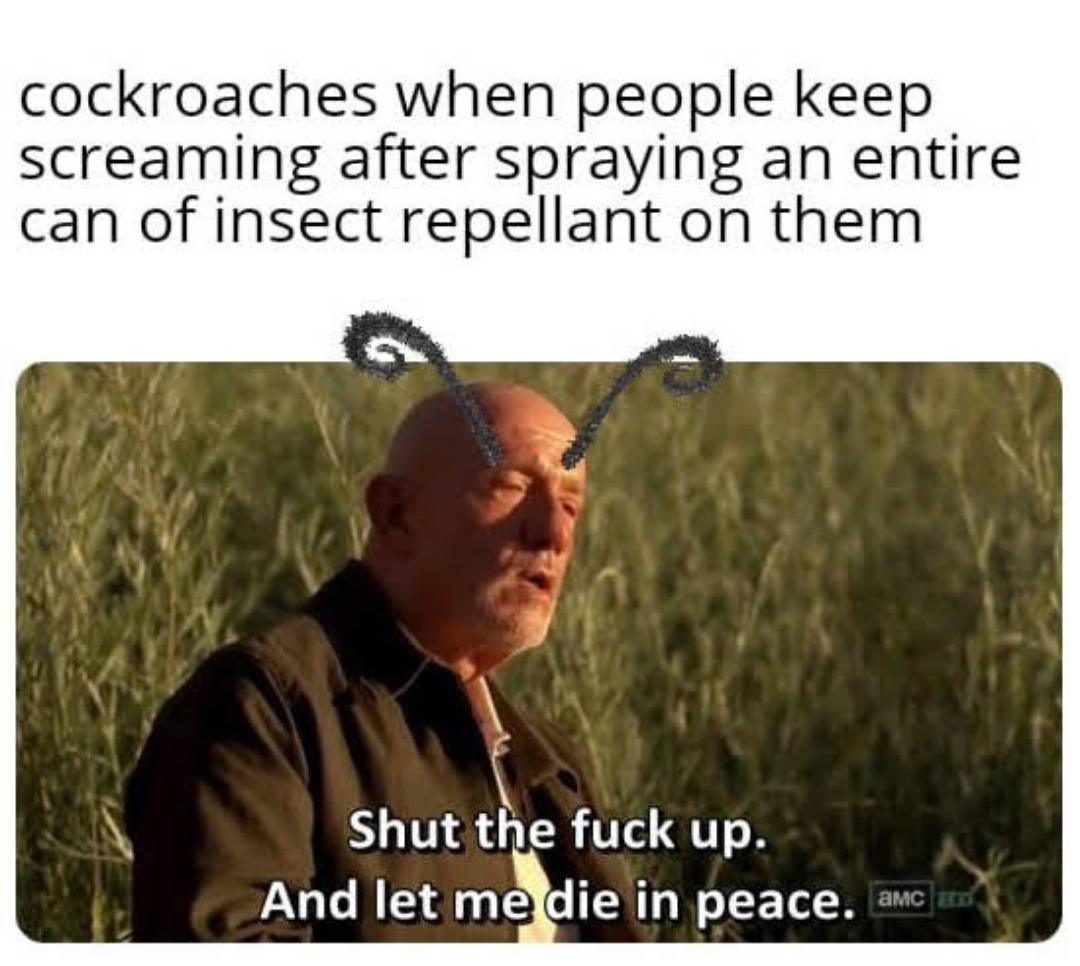 cockroaches when people keep
screaming after spraying an entire
can of insect repellant on them
Shut the fuck up.
And let me die in peace.
aMC